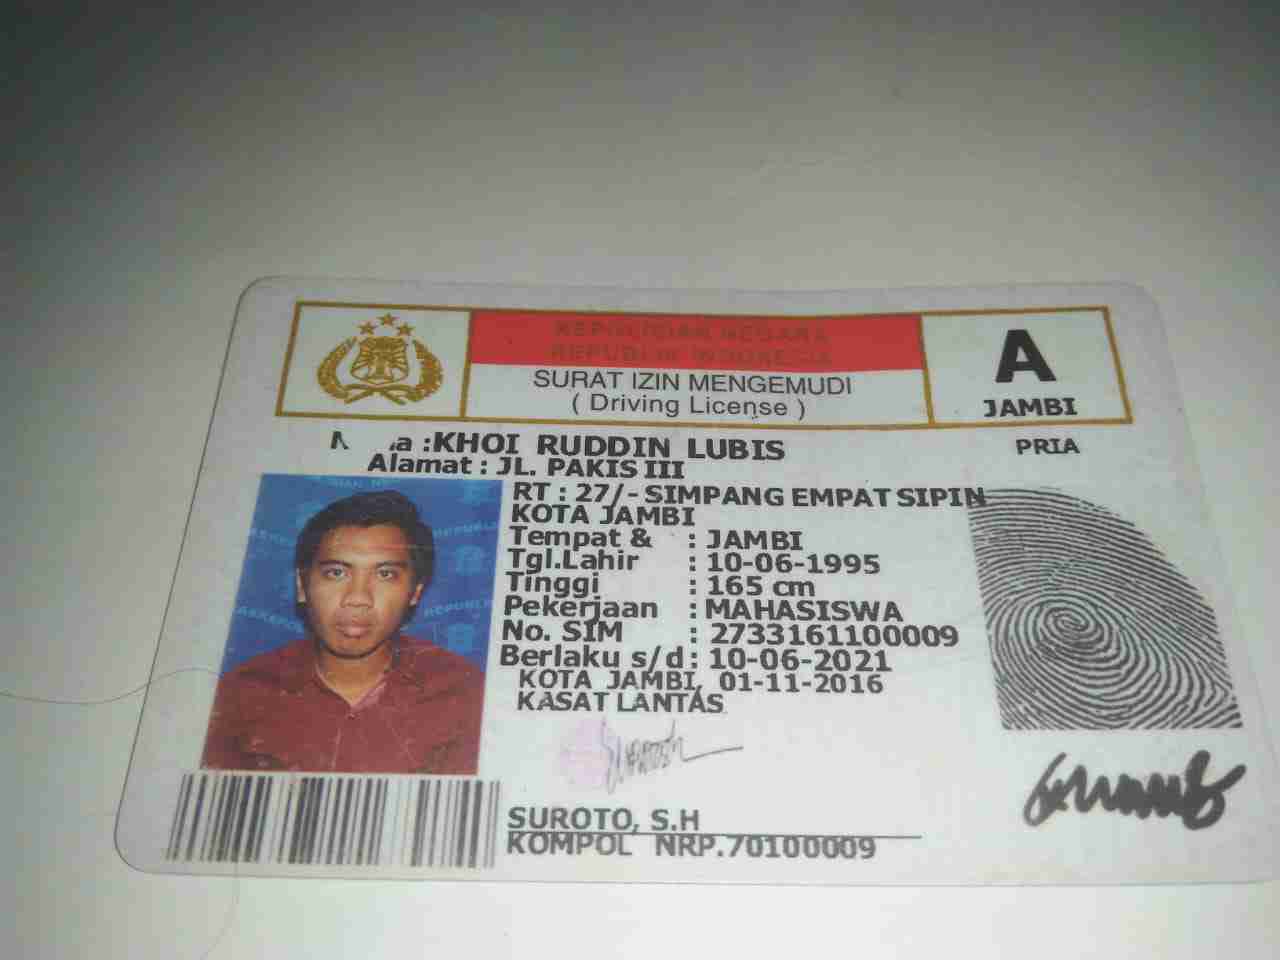 KEPOLISIAN NEGARA
REPUBLIK INDONESIA
SURAT IZIN MENGEMUDI
( Driving License )
A
JAMBI
PRIA
:KHOI RUDDIN LUBIS
Alamat : JL. PAKIS III
RT : 27/- SIMPANG EMPAT SIPIN
KOTA JAMBI
Tempat & : JAMBI
Tgl.Lahir : 10-06-1995
Tinggi : 165 cm
Pekerjaan : MAHASISWA
No. SIM : 2733161100009
Berlaku s/d : 10-06-2021
KOTA JAMBI, 01-11-2016
KASAT LANTAS
SUROTO, S.H
KOMPOL NRP.70100009